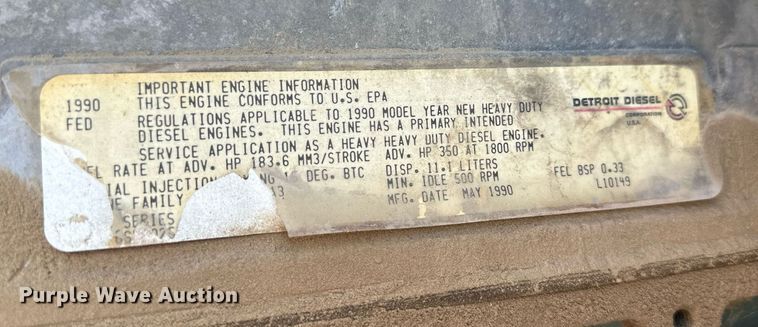 1990
FED
IMPORTANT ENGINE INFORMATION
THIS ENGINE CONFORMS TO U.S. EPA
REGULATIONS APPLICABLE TO 1990 MODEL YEAR NEW HEAVY DUTY
DIESEL ENGINES. THIS ENGINE HAS A PRIMARY INTENDED
SERVICE APPLICATION AS A HEAVY HEAVY DUTY DIESEL ENGINE.
EL RATE AT ADV. HP 183.6 MM3/STROKE ADV. HP 350 AT 1800 RPM
IAL INJECTION DEG. BTC DISP. 11.1 LITERS FEL BSP 0.33
E FAMILY A3 MIN. IDLE 500 RPM L10149
SERIES MFG. DATE MAY 1990
DETROIT DIESEL
CORPORATION
U.S.A.
Purple Wave Auction